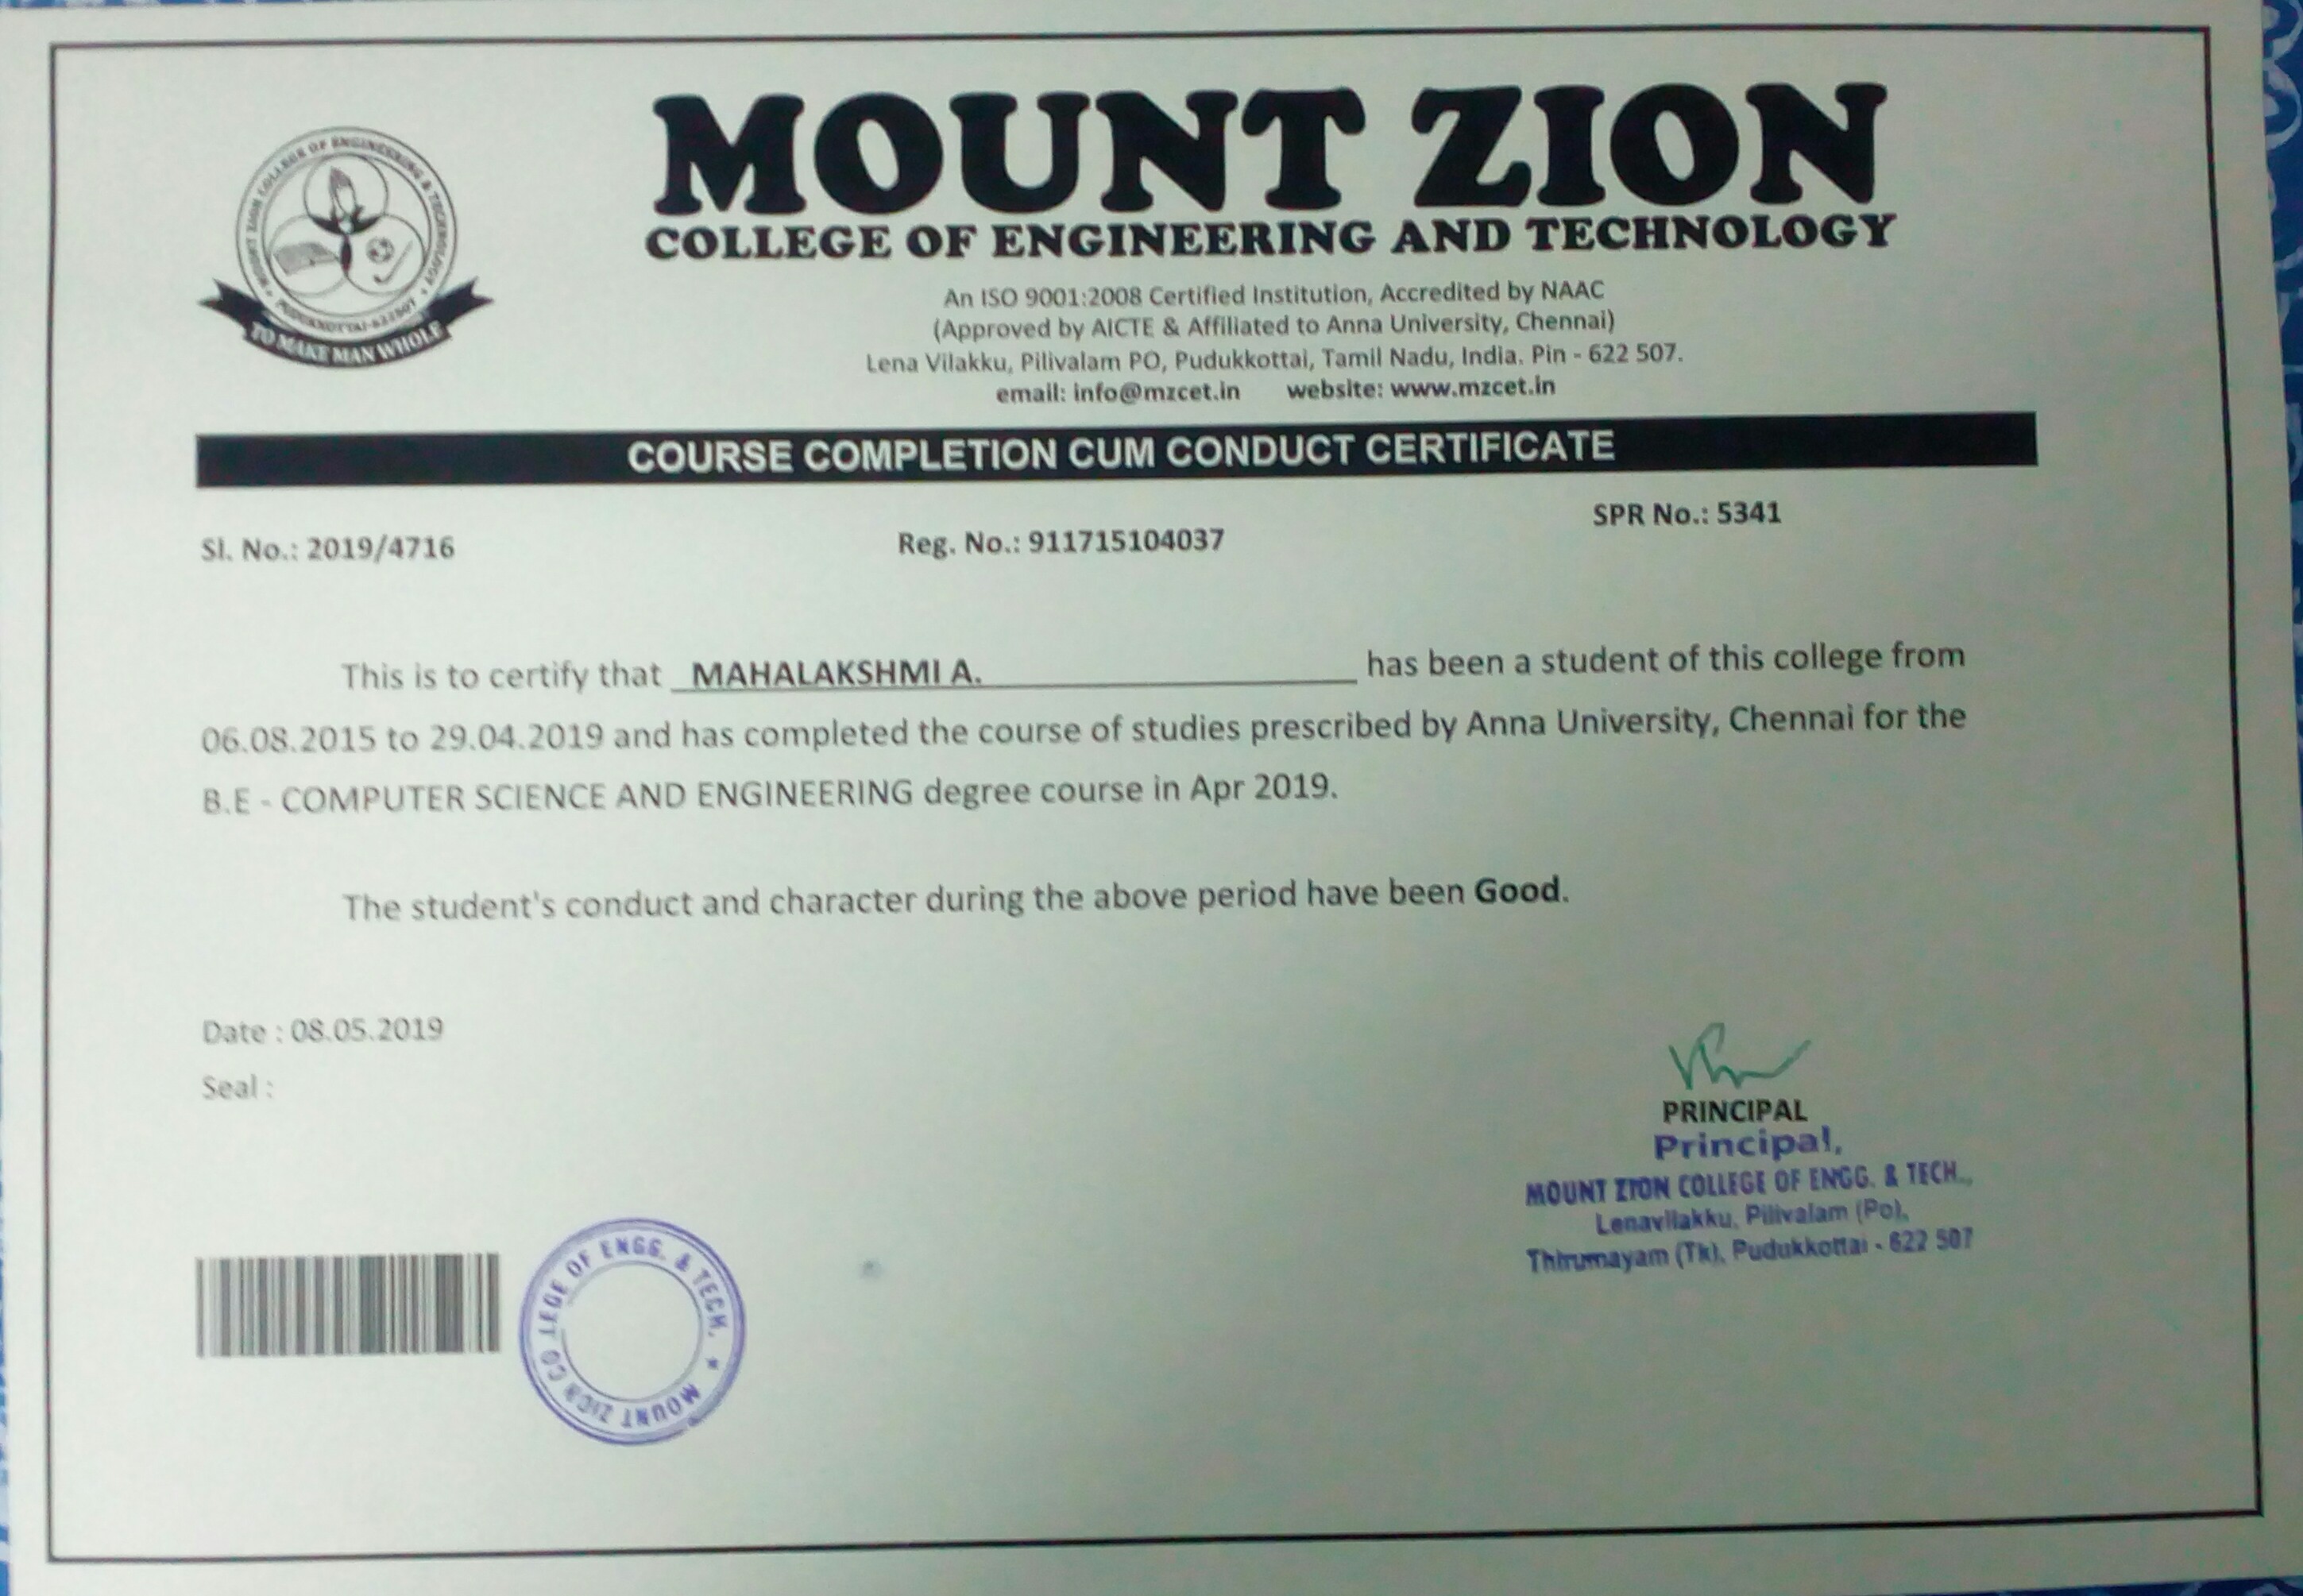 MOUNT ZION COLLEGE OF ENGINEERING & TECHNOLOGY
PUDUKKOTTAI-622507
TO MAKE MAN WHOLE
MOUNT ZION
COLLEGE OF ENGINEERING AND TECHNOLOGY
An ISO 9001:2008 Certified Institution, Accredited by NAAC
(Approved by AICTE & Affiliated to Anna University, Chennai)
Lena Vilakku, Pilivalam PO, Pudukkottai, Tamil Nadu, India. Pin - 622 507.
email: info@mzcet.in website: www.mzcet.in
COURSE COMPLETION CUM CONDUCT CERTIFICATE
Sl. No.: 2019/4716 Reg. No.: 911715104037 SPR No.: 5341
This is to certify that MAHALAKSHMI A. has been a student of this college from
06.08.2015 to 29.04.2019 and has completed the course of studies prescribed by Anna University, Chennai for the
B.E - COMPUTER SCIENCE AND ENGINEERING degree course in Apr 2019.
The student's conduct and character during the above period have been Good.
Date : 08.05.2019
Seal :
PRINCIPAL
Principal,
MOUNT ZION COLLEGE OF ENGG. & TECH.,
Lenavilakku, Pilivalam (Po),
Thirumayam (Tk), Pudukkottai - 622 507
MOUNT ZION COLLEGE OF ENGG. & TECH. ★